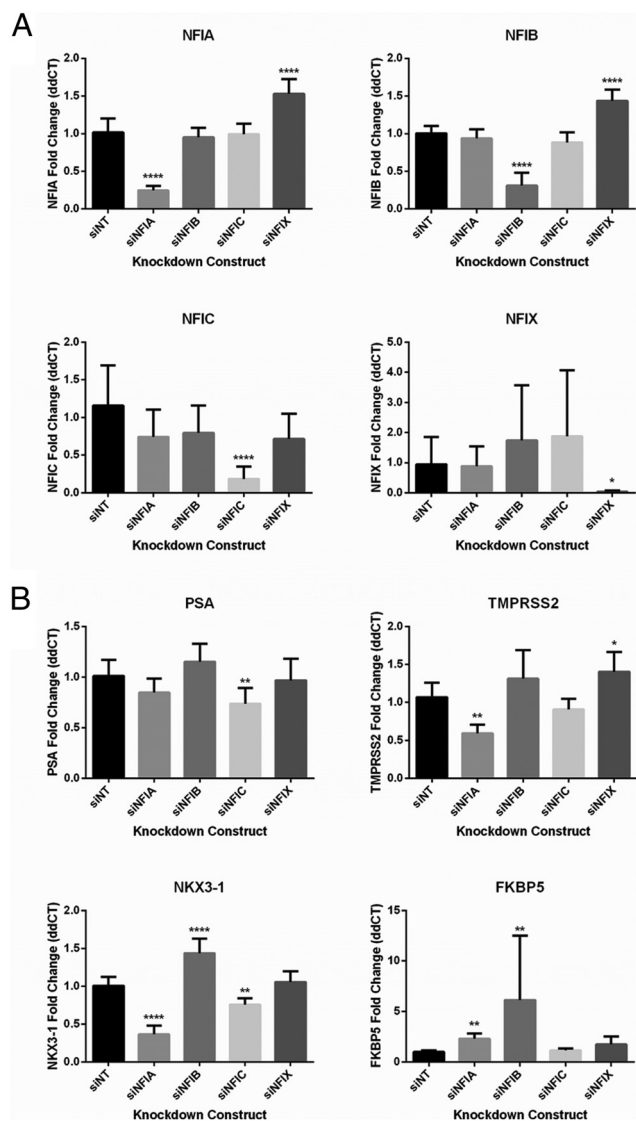 A
NFIA
NFIA Fold Change (ddCT)
2.0
1.5
1.0
0.5
0.0
****
****
siNT
siNFIA
siNFIB
siNFIC
siNFIX
Knockdown Construct
NFIB
NFIB Fold Change (ddCT)
2.0
1.5
1.0
0.5
0.0
****
****
siNT
siNFIA
siNFIB
siNFIC
siNFIX
Knockdown Construct
NFIC
NFIC Fold Change (ddCT)
2.0
1.5
1.0
0.5
0.0
****
siNT
siNFIA
siNFIB
siNFIC
siNFIX
Knockdown Construct
NFIX
NFIX Fold Change (ddCT)
5.0
4.0
3.0
2.0
1.0
0.0
*
siNT
siNFIA
siNFIB
siNFIC
siNFIX
Knockdown Construct
B
PSA
PSA Fold Change (ddCT)
1.5
1.0
0.5
0.0
**
siNT
siNFIA
siNFIB
siNFIC
siNFIX
Knockdown Construct
TMPRSS2
TMPRSS2 Fold Change (ddCT)
2.0
1.5
1.0
0.5
0.0
**
*
siNT
siNFIA
siNFIB
siNFIC
siNFIX
Knockdown Construct
NKX3-1
NKX3-1 Fold Change (ddCT)
2.0
1.5
1.0
0.5
0.0
****
****
**
siNT
siNFIA
siNFIB
siNFIC
siNFIX
Knockdown Construct
FKBP5
FKBP5 Fold Change (ddCT)
15
10
5
0
**
**
siNT
siNFIA
siNFIB
siNFIC
siNFIX
Knockdown Construct